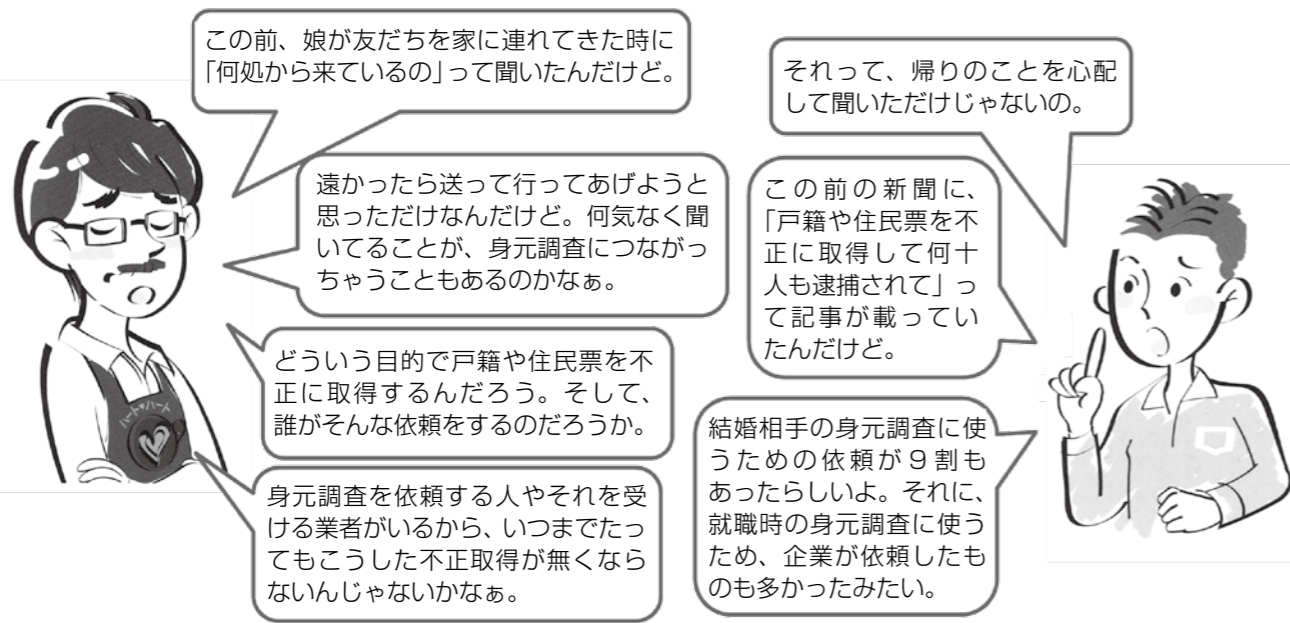 この前、娘が友だちを家に連れてきた時に
「何処から来ているの」って聞いたんだけど。
それって、帰りのことを心配
して聞いただけじゃないの。
遠かったら送って行ってあげようと
思っただけなんだけど。何気なく聞
いてることが、身元調査につながっ
ちゃうこともあるのかなぁ。
この前の新聞に、
「戸籍や住民票を不
正に取得して何十
人も逮捕されて」っ
て記事が載ってい
たんだけど。
どういう目的で戸籍や住民票を不
正に取得するんだろう。そして、
誰がそんな依頼をするのだろうか。
結婚相手の身元調査に使
うための依頼が9割も
あったらしいよ。それに、
就職時の身元調査に使う
ため、企業が依頼したも
のも多かったみたい。
身元調査を依頼する人やそれを受
ける業者がいるから、いつまでたっ
てもこうした不正取得が無くなら
ないんじゃないかなぁ。
ハート♥ハート